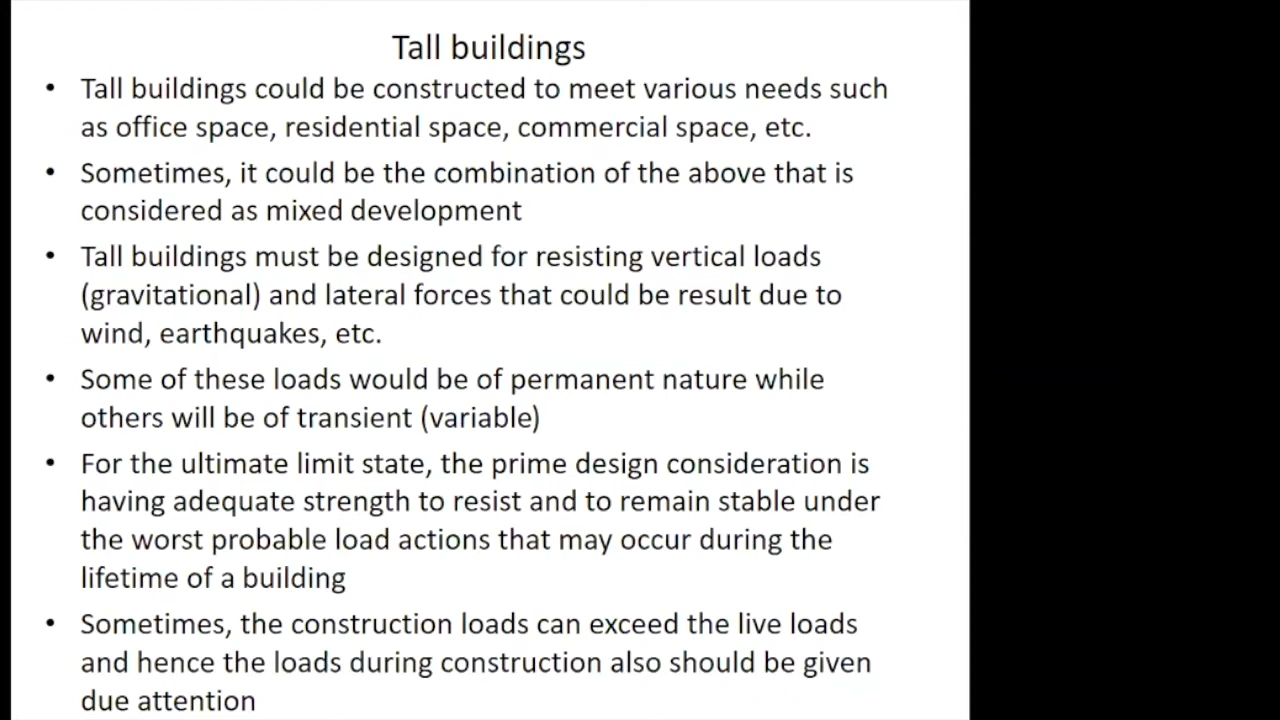 Tall buildings
• Tall buildings could be constructed to meet various needs such
as office space, residential space, commercial space, etc.
• Sometimes, it could be the combination of the above that is
considered as mixed development
• Tall buildings must be designed for resisting vertical loads
(gravitational) and lateral forces that could be result due to
wind, earthquakes, etc.
• Some of these loads would be of permanent nature while
others will be of transient (variable)
• For the ultimate limit state, the prime design consideration is
having adequate strength to resist and to remain stable under
the worst probable load actions that may occur during the
lifetime of a building
• Sometimes, the construction loads can exceed the live loads
and hence the loads during construction also should be given
due attention